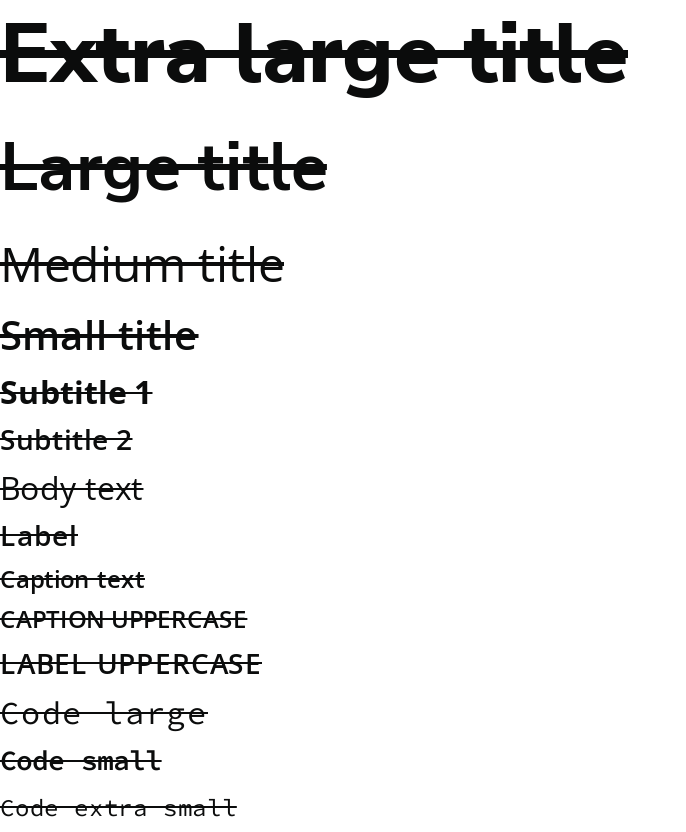 Extra large title
Large title
Medium title
Small title
Subtitle 1
Subtitle 2
Body text
Label
Caption text
CAPTION UPPERCASE
LABEL UPPERCASE
Code large
Code small
Code extra small